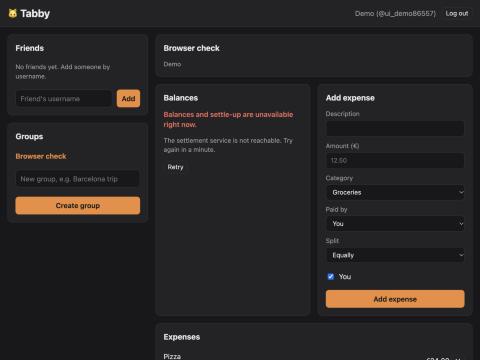 Tabby
Demo (@ui_demo86557)
Log out
Friends
No friends yet. Add someone by
username.
Friend's username
Add
Groups
Browser check
New group, e.g. Barcelona trip
Create group
Browser check
Demo
Balances
Balances and settle-up are unavailable
right now.
The settlement service is not reachable. Try
again in a minute.
Retry
Add expense
Description
Amount (€)
12.50
Category
Groceries
Paid by
You
Split
Equally
You
Add expense
Expenses
Pizza